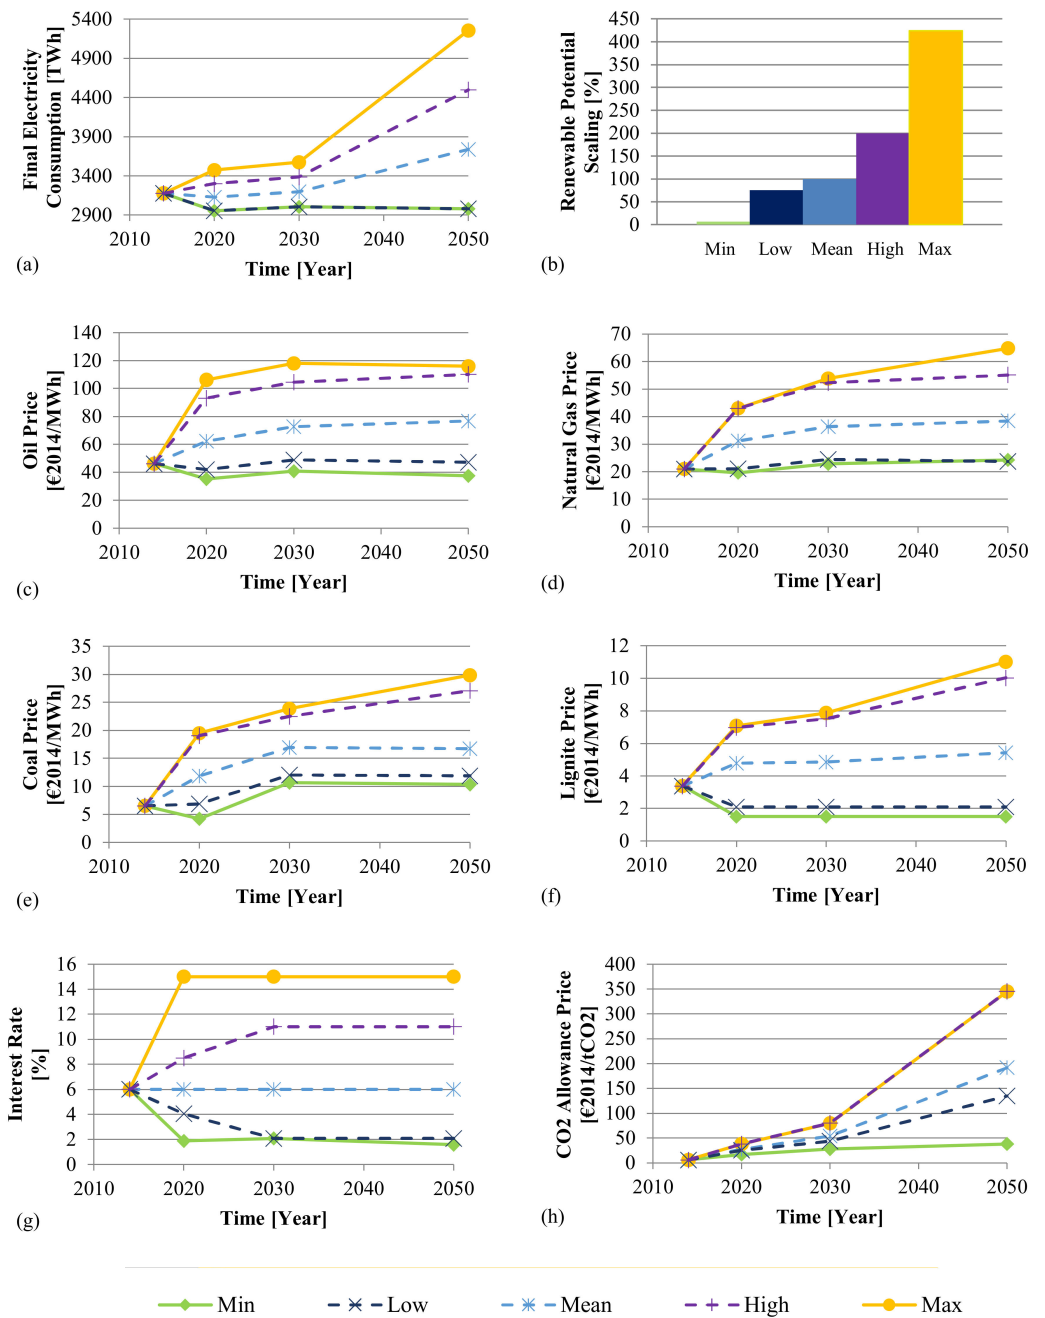 Final Electricity
Consumption [TWh]
5400
4900
4400
3900
3400
2900
2010 2020 2030 2040 2050
Time [Year]
(a)
Renewable Potential
Scaling [%]
450
400
350
300
250
200
150
100
50
0
Min Low Mean High Max
(b)
Oil Price
[€2014/MWh]
140
120
100
80
60
40
20
0
2010 2020 2030 2040 2050
Time [Year]
(c)
Natural Gas Price
[€2014/MWh]
70
60
50
40
30
20
10
0
2010 2020 2030 2040 2050
Time [Year]
(d)
Coal Price
[€2014/MWh]
35
30
25
20
15
10
5
0
2010 2020 2030 2040 2050
Time [Year]
(e)
Lignite Price
[€2014/MWh]
12
10
8
6
4
2
0
2010 2020 2030 2040 2050
Time [Year]
(f)
Interest Rate
[%]
16
14
12
10
8
6
4
2
0
2010 2020 2030 2040 2050
Time [Year]
(g)
CO2 Allowance Price
[€2014/tCO2]
400
350
300
250
200
150
100
50
0
2010 2020 2030 2040 2050
Time [Year]
(h)
Min Low Mean High Max